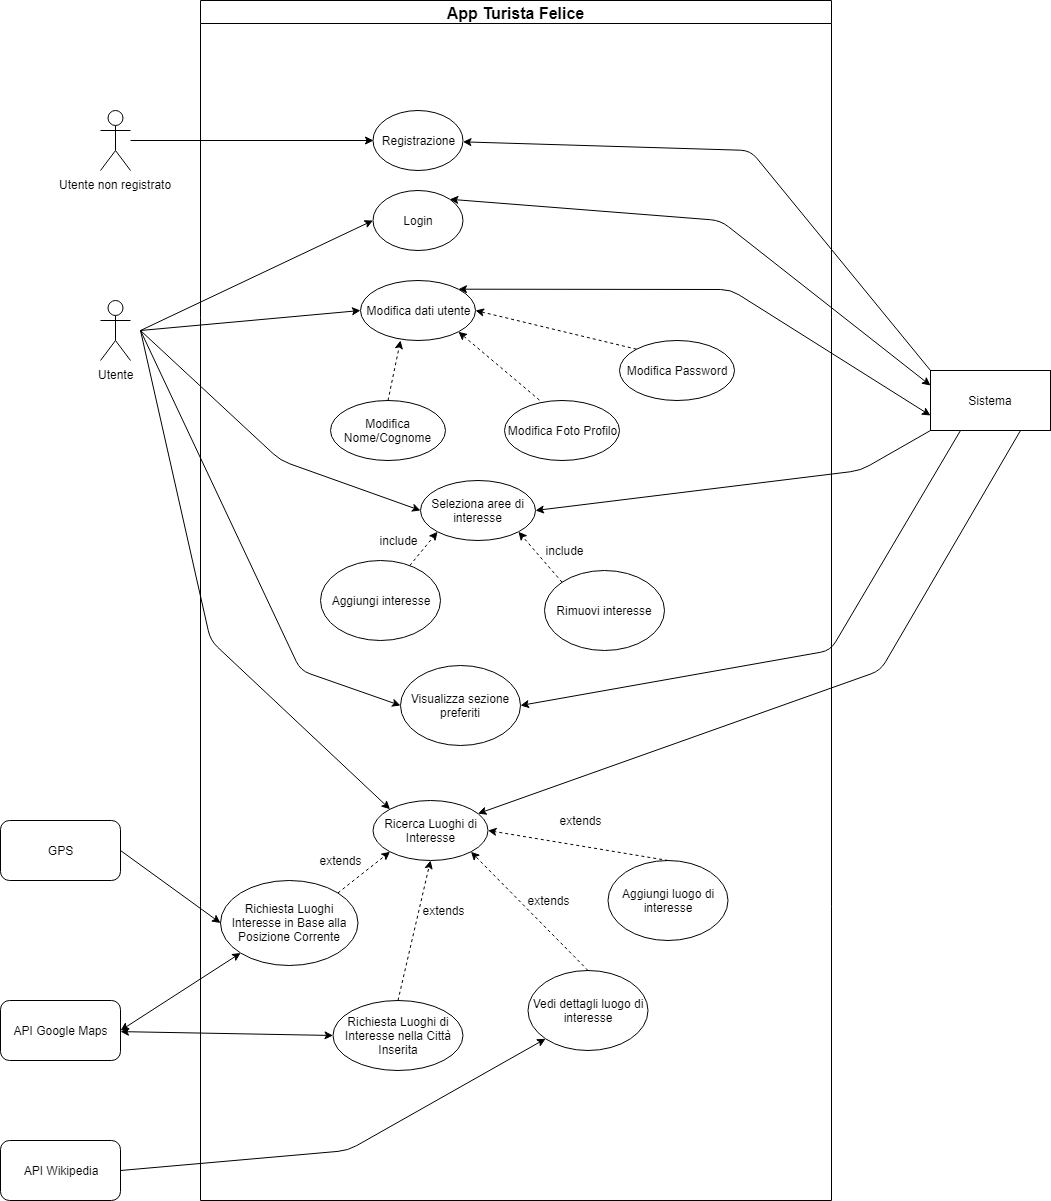 App Turista Felice
Registrazione
Utente non registrato
Login
Modifica dati utente
Utente
Modifica Password
Sistema
Modifica
Nome/Cognome
Modifica Foto Profilo
Seleziona aree di
interesse
include
include
Aggiungi interesse
Rimuovi interesse
Visualizza sezione
preferiti
Ricerca Luoghi di
Interesse
extends
GPS
extends
Richiesta Luoghi
Interesse in Base alla
Posizione Corrente
extends
extends
Aggiungi luogo di
interesse
API Google Maps
Richiesta Luoghi di
Interesse nella Città
Inserita
Vedi dettagli luogo di
interesse
API Wikipedia